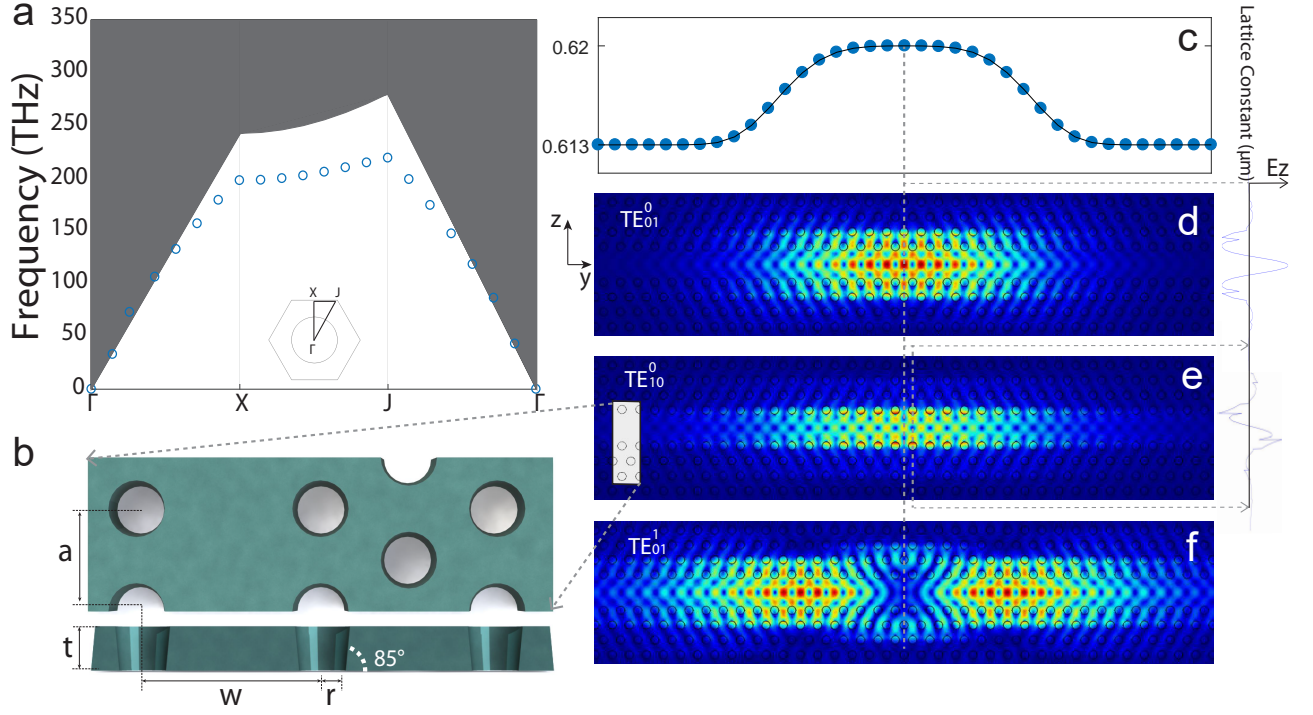 a
Frequency (THz)
350
300
250
200
150
100
50
0
Γ
X
J
Γ
X
J
Γ
b
a
t
85°
w
r
c
0.62
0.613
Lattice Constant (μm)
Ez
z
y
TE⁰₀₁
d
TE⁰₁₀
e
TE¹₀₁
f